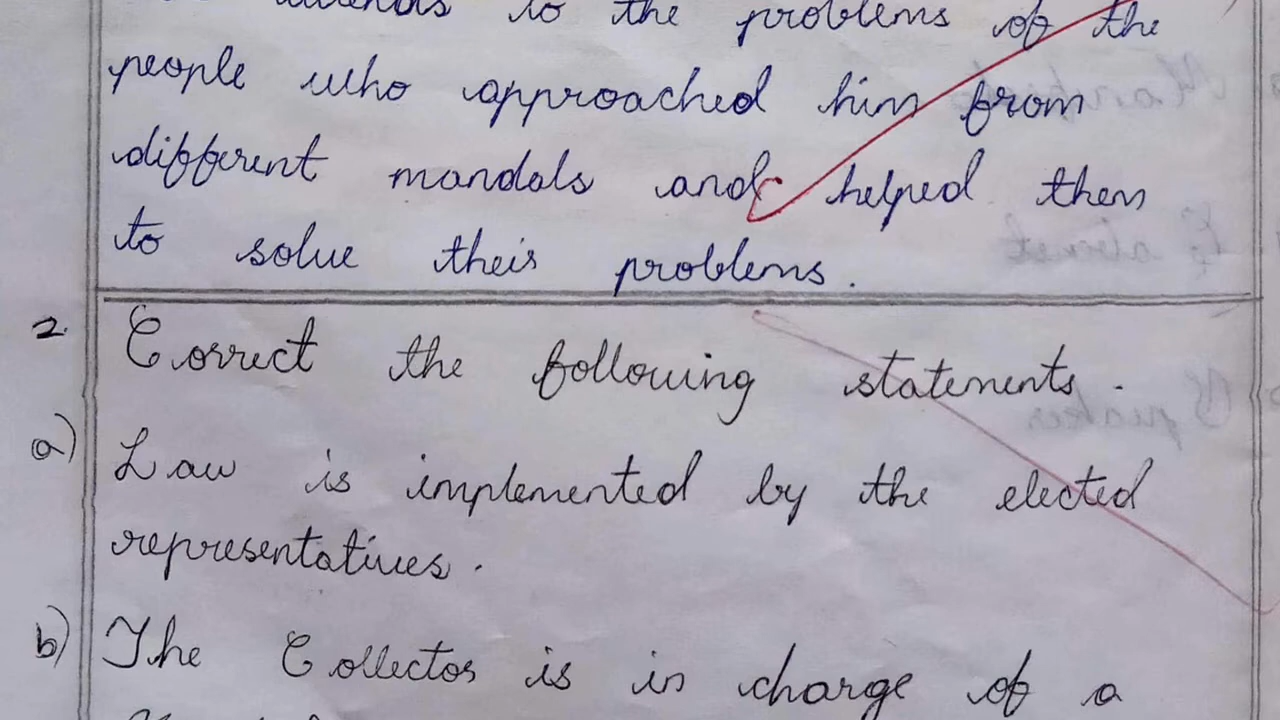 to the problems of the
people who approached him from
different mandals and helped them
to solve their problems.
2. Correct the following statements.
a) Law is implemented by the elected
representatives.
b) The Collector is in charge of a